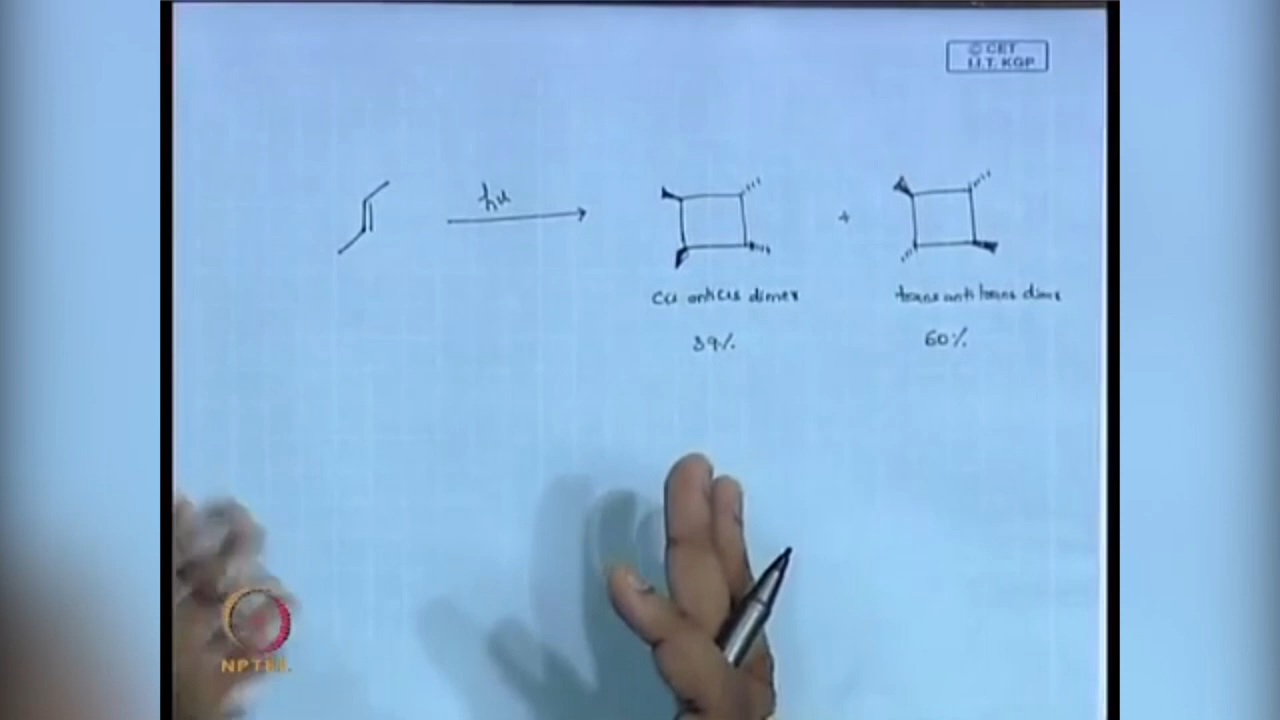 © CET
I.I.T. KGP
hν
+
cis anti cis dimer
trans anti trans dimer
39%
60%
NPTEL